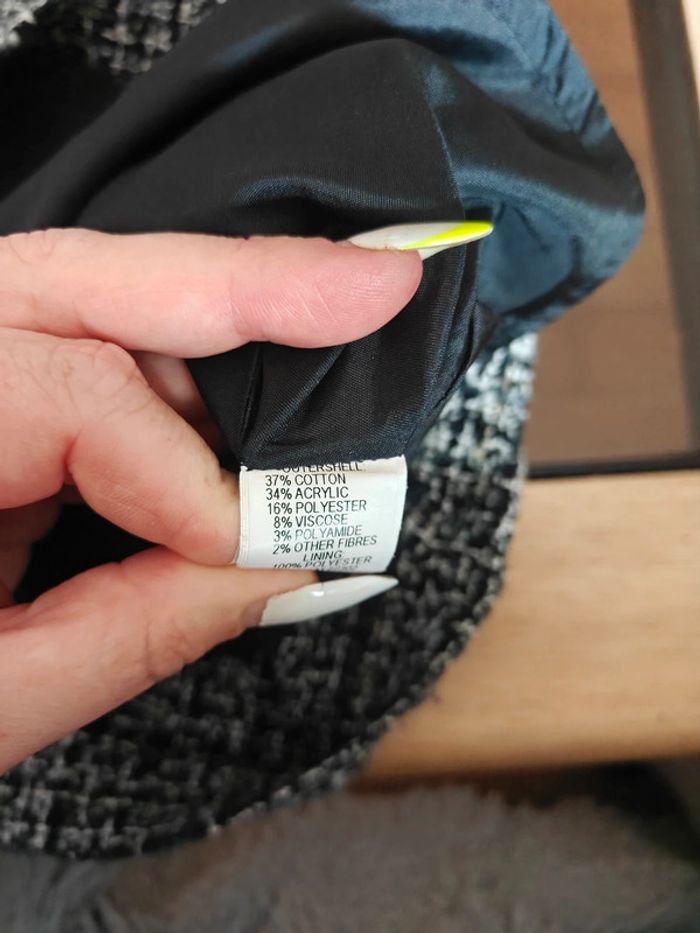 OUTERSHELL:
37% COTTON
34% ACRYLIC
16% POLYESTER
8% VISCOSE
3% POLYAMIDE
2% OTHER FIBRES
LINING
100% POLYESTER